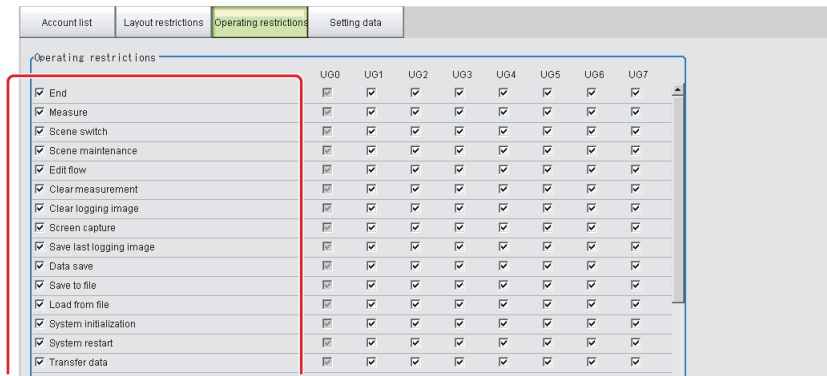 Account list Layout restrictions Operating restrictions Setting data
Operating restrictions
UG0 UG1 UG2 UG3 UG4 UG5 UG6 UG7
End
Measure
Scene switch
Scene maintenance
Edit flow
Clear measurement
Clear logging image
Screen capture
Save last logging image
Data save
Save to file
Load from file
System initialization
System restart
Transfer data